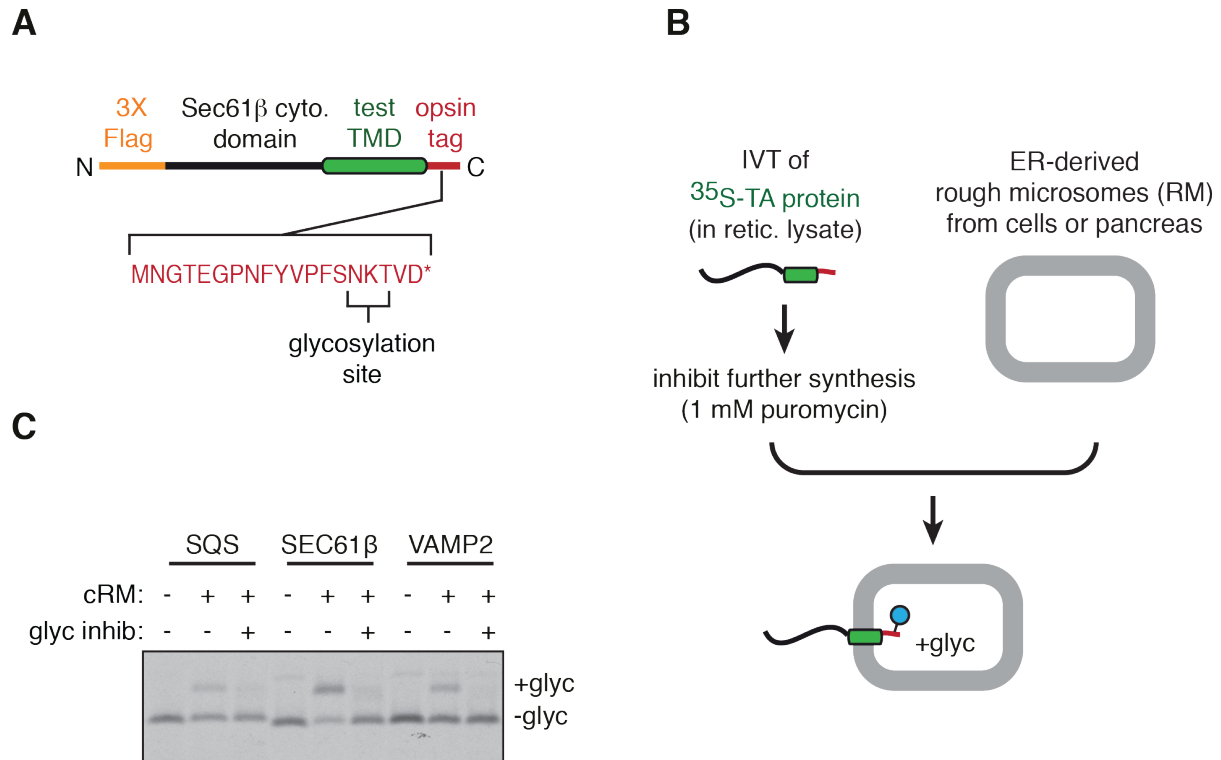 A
3X
Flag
Sec61β cyto.
domain
test
TMD
opsin
tag
N
C
MNGTEGPNFYVPFSNKTVD*
glycosylation
site
B
IVT of
35S-TA protein
(in retic. lysate)
ER-derived
rough microsomes (RM)
from cells or pancreas
inhibit further synthesis
(1 mM puromycin)
+glyc
C
SQS SEC61β VAMP2
cRM: - + + - + + - + +
glyc inhib: - - + - - + - - +
+glyc
-glyc